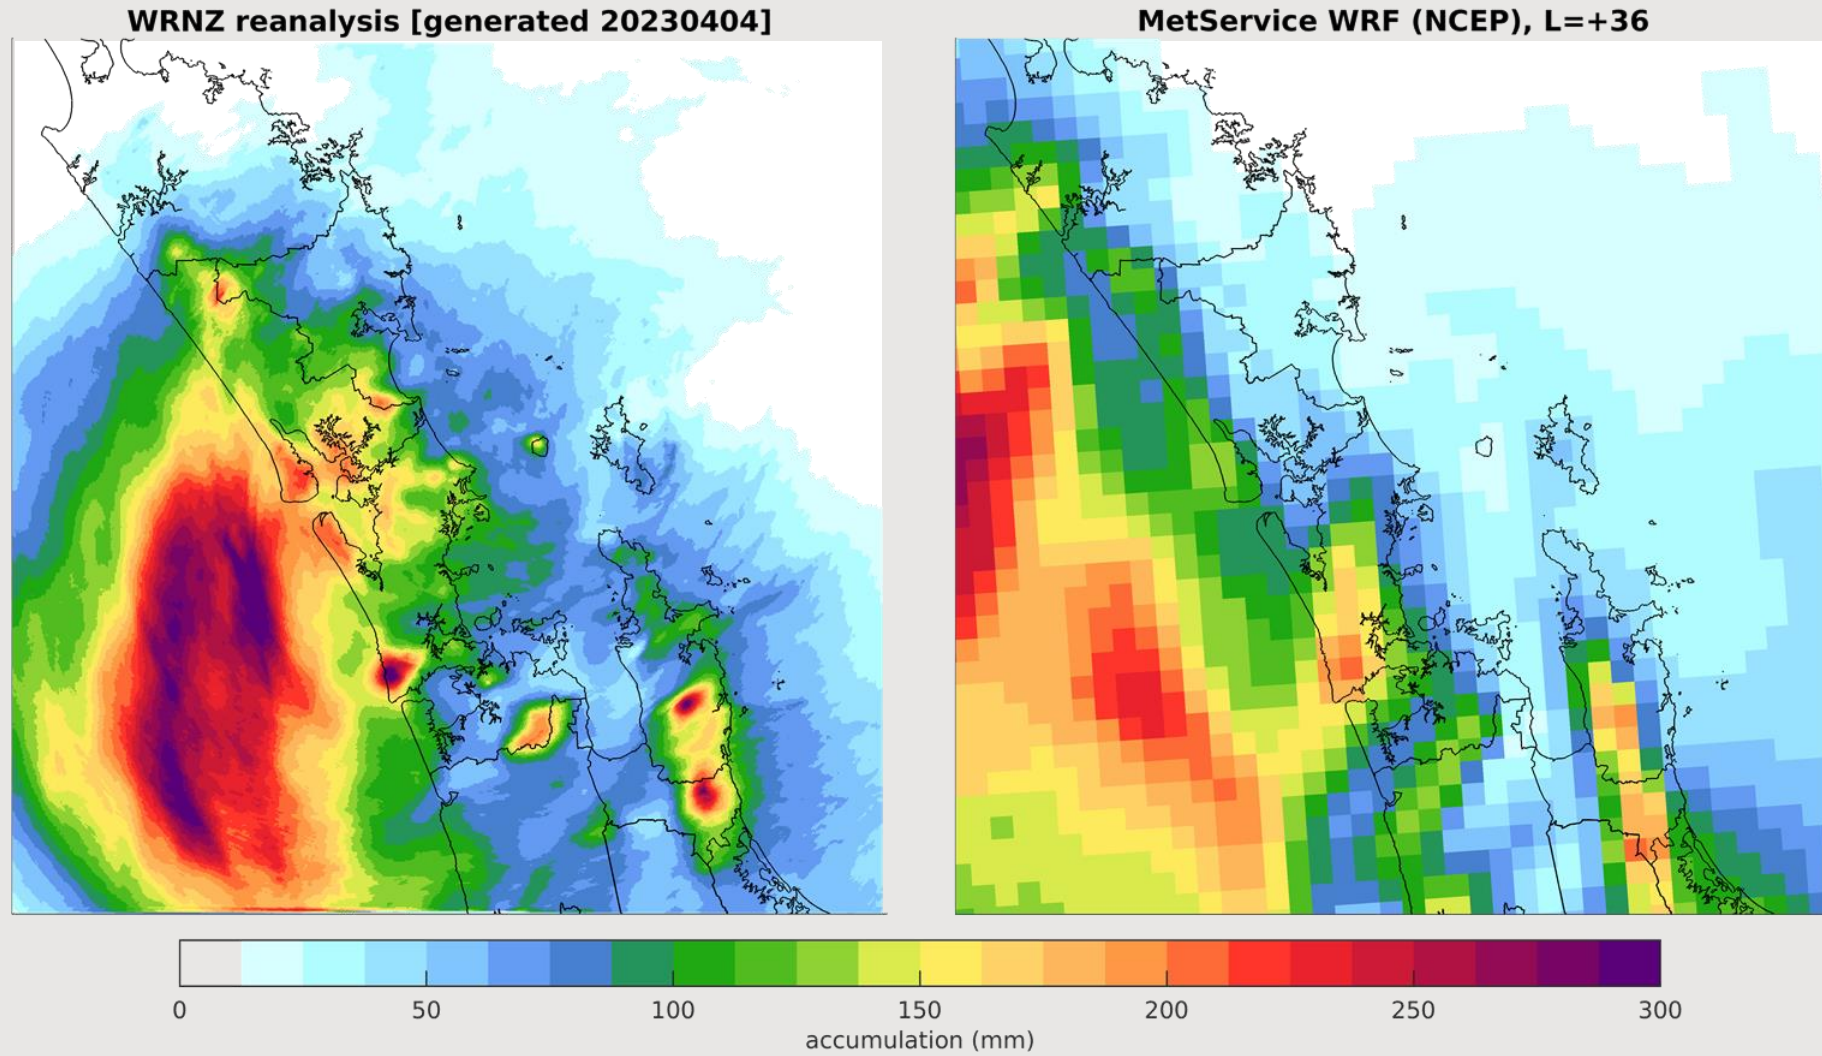 WRNZ reanalysis [generated 20230404]
MetService WRF (NCEP), L=+36
0 50 100 150 200 250 300
accumulation (mm)